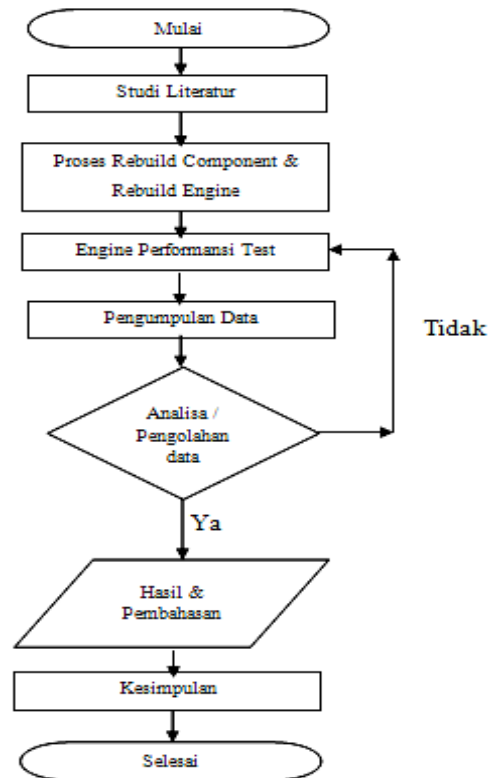 Mulai
Studi Literatur
Proses Rebuild Component &
Rebuild Engine
Engine Performansi Test
Pengumpulan Data
Tidak
Analisa /
Pengolahan
data
Ya
Hasil &
Pembahasan
Kesimpulan
Selesai